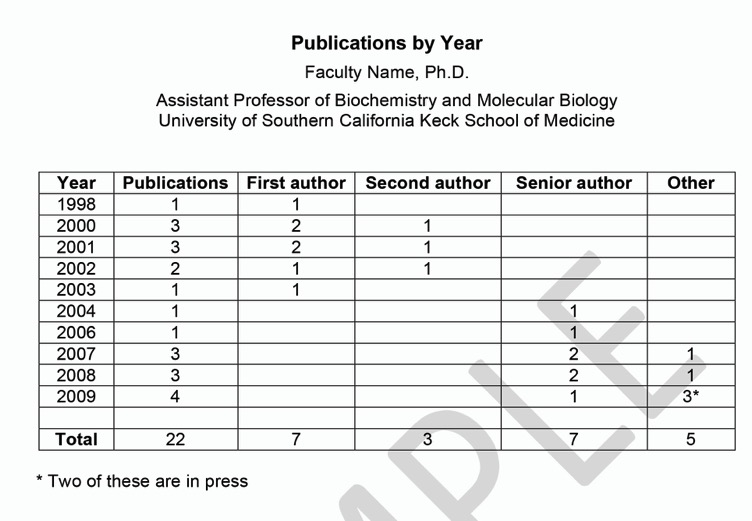 Publications by Year
Faculty Name, Ph.D.
Assistant Professor of Biochemistry and Molecular Biology
University of Southern California Keck School of Medicine
Year Publications First author Second author Senior author Other
1998 1 1
2000 3 2 1
2001 3 2 1
2002 2 1 1
2003 1 1
2004 1 1
2006 1 1
2007 3 2 1
2008 3 2 1
2009 4 1 3*
Total 22 7 3 7 5
* Two of these are in press
MPLE